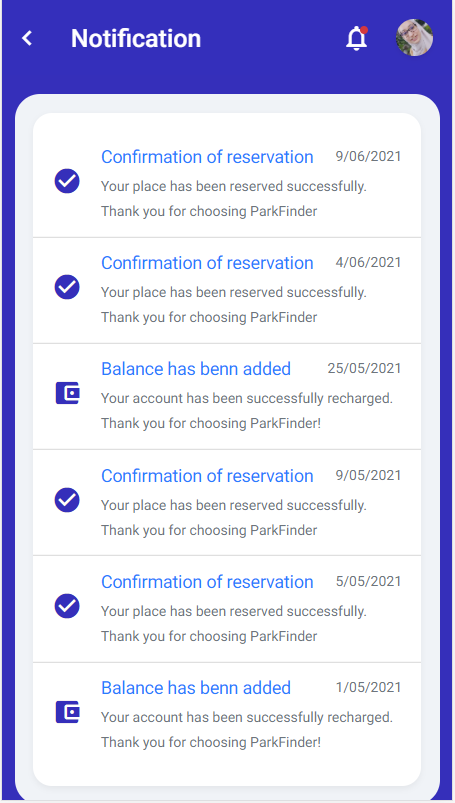 Notification
Confirmation of reservation 9/06/2021
Your place has been reserved successfully.
Thank you for choosing ParkFinder
Confirmation of reservation 4/06/2021
Your place has been reserved successfully.
Thank you for choosing ParkFinder
Balance has benn added 25/05/2021
Your account has been successfully recharged.
Thank you for choosing ParkFinder!
Confirmation of reservation 9/05/2021
Your place has been reserved successfully.
Thank you for choosing ParkFinder
Confirmation of reservation 5/05/2021
Your place has been reserved successfully.
Thank you for choosing ParkFinder
Balance has benn added 1/05/2021
Your account has been successfully recharged.
Thank you for choosing ParkFinder!